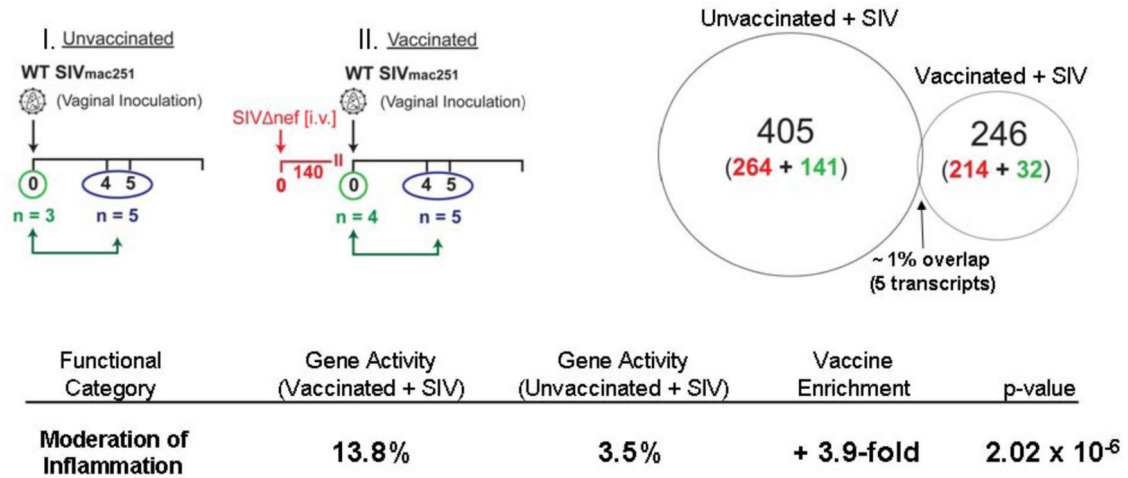 I. Unvaccinated
WT SIVmac251
(Vaginal Inoculation)
0
4 5
n = 3
n = 5
II. Vaccinated
WT SIVmac251
(Vaginal Inoculation)
SIVΔnef [i.v.]
0
140
II
0
4 5
n = 4
n = 5
Unvaccinated + SIV
Vaccinated + SIV
405
(264 + 141)
246
(214 + 32)
~ 1% overlap
(5 transcripts)
Functional
Category
Gene Activity
(Vaccinated + SIV)
Gene Activity
(Unvaccinated + SIV)
Vaccine
Enrichment
p-value
Moderation of
Inflammation
13.8%
3.5%
+ 3.9-fold
2.02 x 10⁻⁶